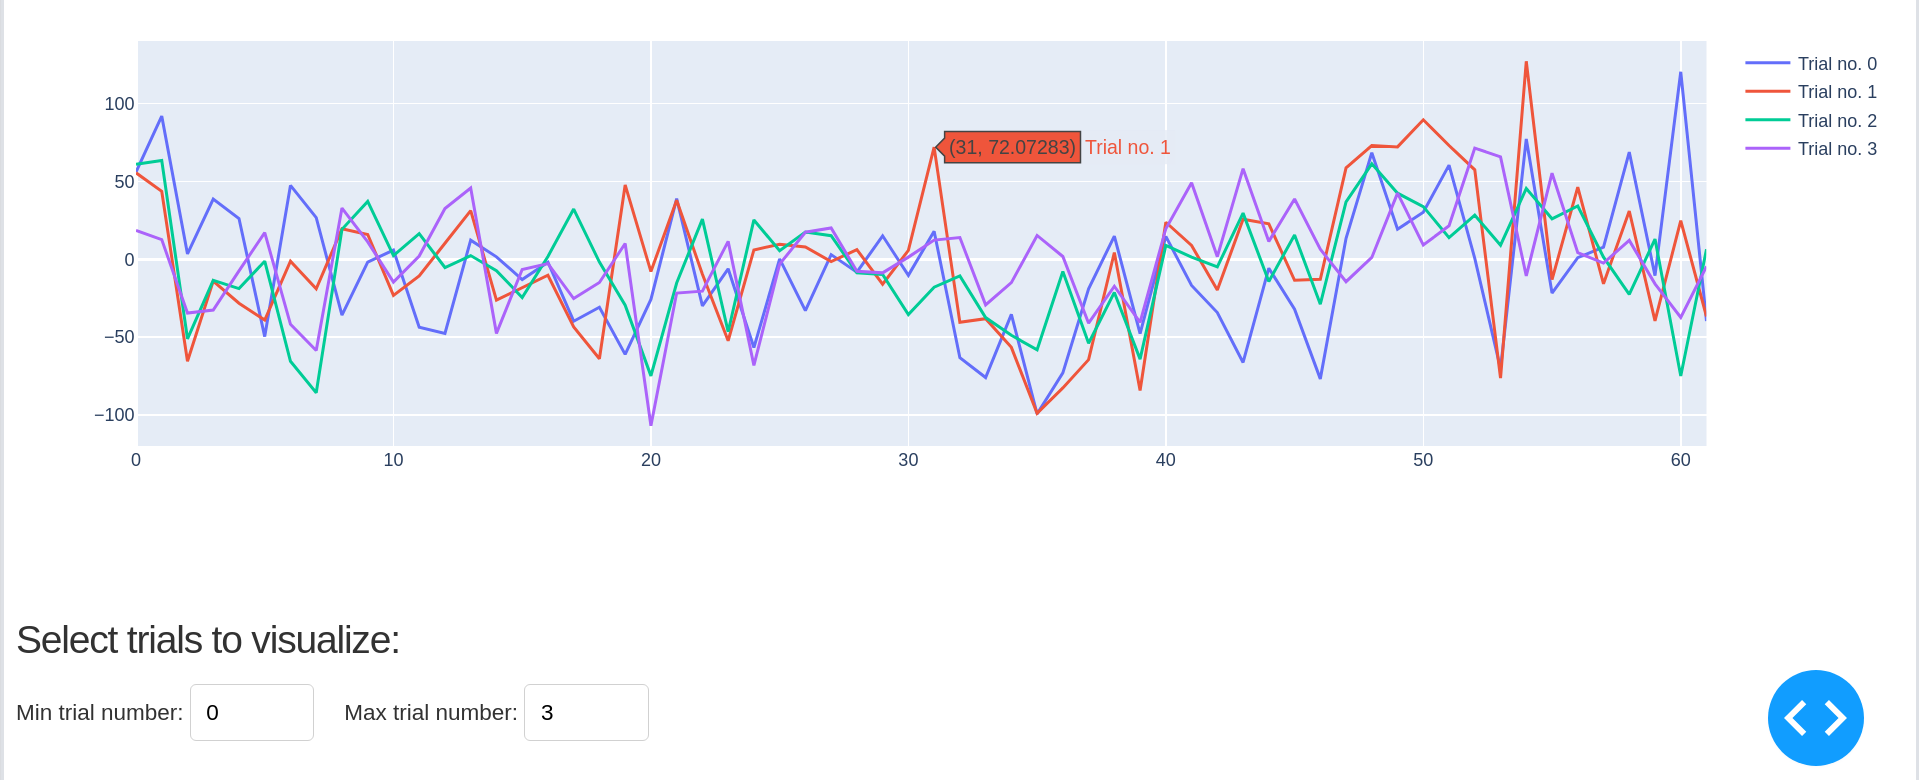 100
50
0
−50
−100
0 10 20 30 40 50 60
(31, 72.07283) Trial no. 1
Trial no. 0
Trial no. 1
Trial no. 2
Trial no. 3
Select trials to visualize:
Min trial number: 0 Max trial number: 3